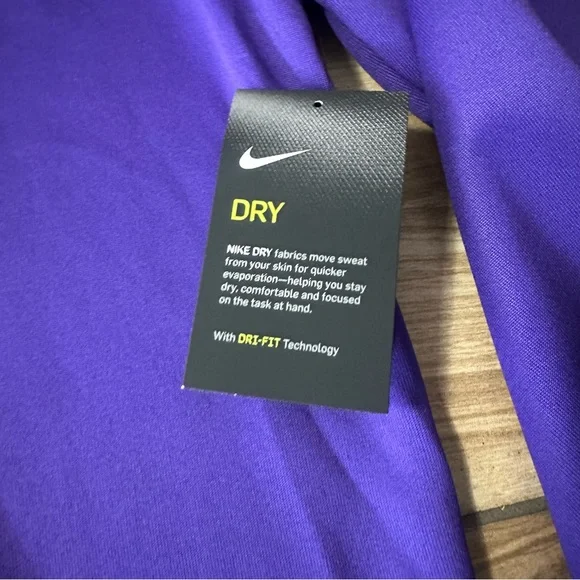 DRY
NIKE DRY fabrics move sweat
from your skin for quicker
evaporation—helping you stay
dry, comfortable and focused
on the task at hand.
With DRI-FIT Technology